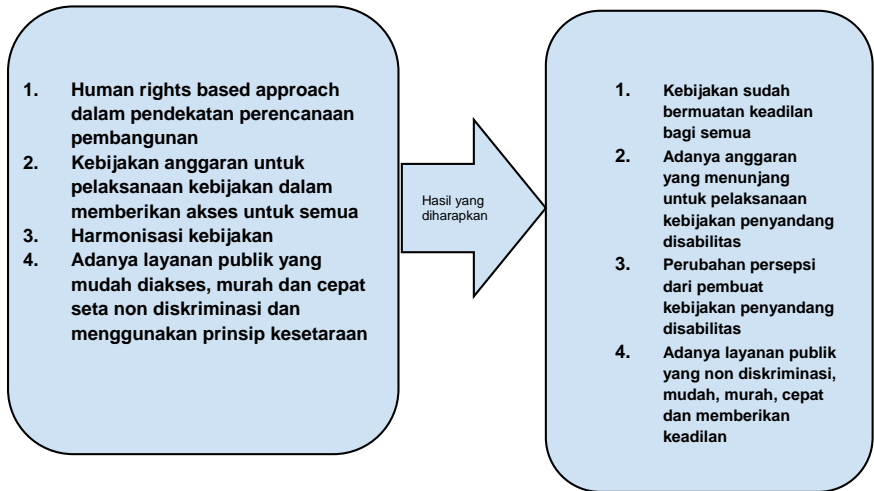 1. Human rights based approach
dalam pendekatan perencanaan
pembangunan
2. Kebijakan anggaran untuk
pelaksanaan kebijakan dalam
memberikan akses untuk semua
3. Harmonisasi kebijakan
4. Adanya layanan publik yang
mudah diakses, murah dan cepat
seta non diskriminasi dan
menggunakan prinsip kesetaraan
Hasil yang
diharapkan
1. Kebijakan sudah
bermuatan keadilan
bagi semua
2. Adanya anggaran
yang menunjang
untuk pelaksanaan
kebijakan penyandang
disabilitas
3. Perubahan persepsi
dari pembuat
kebijakan penyandang
disabilitas
4. Adanya layanan publik
yang non diskriminasi,
mudah, murah, cepat
dan memberikan
keadilan